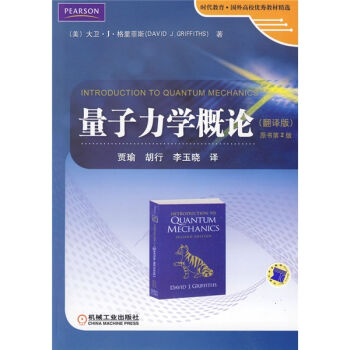 PEARSON
时代教育·国外高校优秀教材精选
(美) 大卫·J·格里菲斯(DAVID J. GRIFFITHS) 著
INTRODUCTION TO QUANTUM MECHANICS
量子力学概论(翻译版)
原书第2版
贾瑜 胡行 李玉晓 译
INTRODUCTION TO
QUANTUM
MECHANICS
SECOND EDITION
DAVID J. GRIFFITHS
机械工业出版社
CHINA MACHINE PRESS